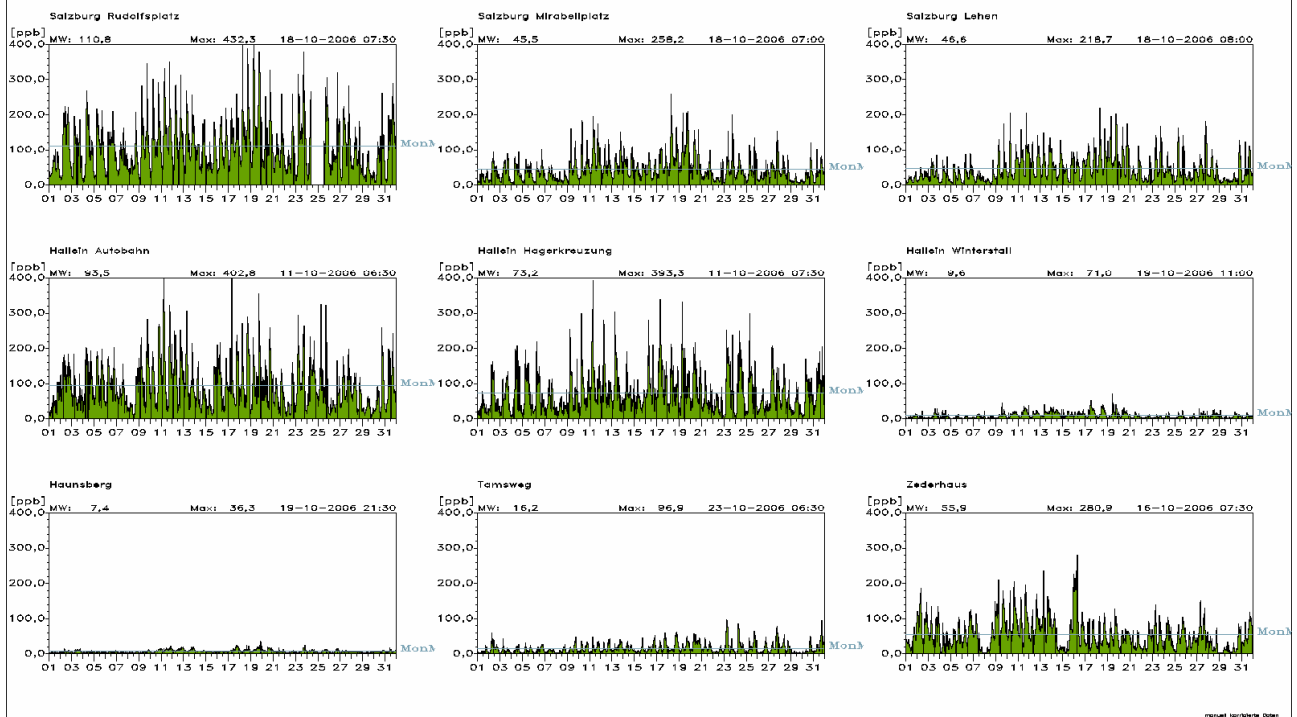 Salzburg Rudolfsplatz
[ppb] MW: 110,8 Max: 432,3 18-10-2006 07:30
400,0
300,0
200,0
100,0
0,0
MonM
01 03 05 07 09 11 13 15 17 19 21 23 25 27 29 31
Salzburg Mirabellplatz
[ppb] MW: 45,5 Max: 258,2 18-10-2006 07:00
400,0
300,0
200,0
100,0
0,0
MonM
01 03 05 07 09 11 13 15 17 19 21 23 25 27 29 31
Salzburg Lehen
[ppb] MW: 46,6 Max: 218,7 18-10-2006 08:00
400,0
300,0
200,0
100,0
0,0
MonM
01 03 05 07 09 11 13 15 17 19 21 23 25 27 29 31
Hallein Autobahn
[ppb] MW: 93,5 Max: 402,8 11-10-2006 06:30
400,0
300,0
200,0
100,0
0,0
MonM
01 03 05 07 09 11 13 15 17 19 21 23 25 27 29 31
Hallein Hagerkreuzung
[ppb] MW: 73,2 Max: 393,3 11-10-2006 07:30
400,0
300,0
200,0
100,0
0,0
MonM
01 03 05 07 09 11 13 15 17 19 21 23 25 27 29 31
Hallein Winterstall
[ppb] MW: 9,6 Max: 71,0 19-10-2006 11:00
400,0
300,0
200,0
100,0
0,0
MonM
01 03 05 07 09 11 13 15 17 19 21 23 25 27 29 31
Haunsberg
[ppb] MW: 7,4 Max: 36,3 19-10-2006 21:30
400,0
300,0
200,0
100,0
0,0
MonM
01 03 05 07 09 11 13 15 17 19 21 23 25 27 29 31
Tamsweg
[ppb] MW: 16,2 Max: 96,9 23-10-2006 06:30
400,0
300,0
200,0
100,0
0,0
MonM
01 03 05 07 09 11 13 15 17 19 21 23 25 27 29 31
Zederhaus
[ppb] MW: 55,9 Max: 280,9 16-10-2006 07:30
400,0
300,0
200,0
100,0
0,0
MonM
01 03 05 07 09 11 13 15 17 19 21 23 25 27 29 31
manuell korrigierte Daten